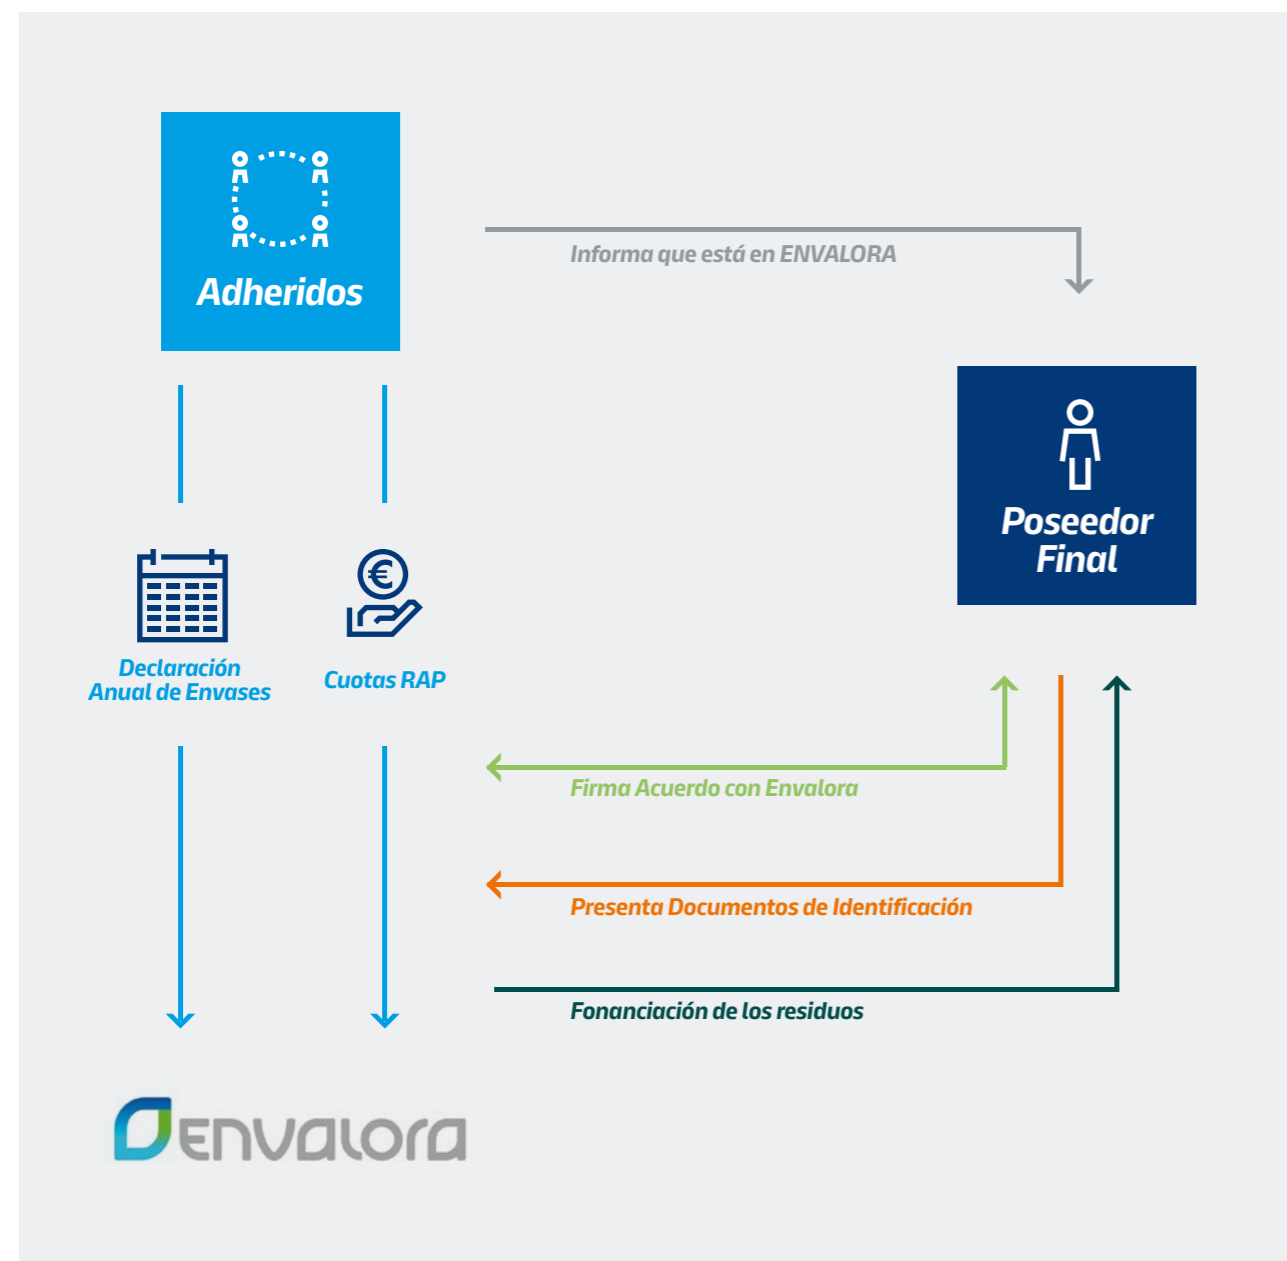 Adheridos
Informa que está en ENVALORA
Poseedor
Final
Declaración
Anual de Envases
Cuotas RAP
Firma Acuerdo con Envalora
Presenta Documentos de Identificación
Fonanciación de los residuos
envalora